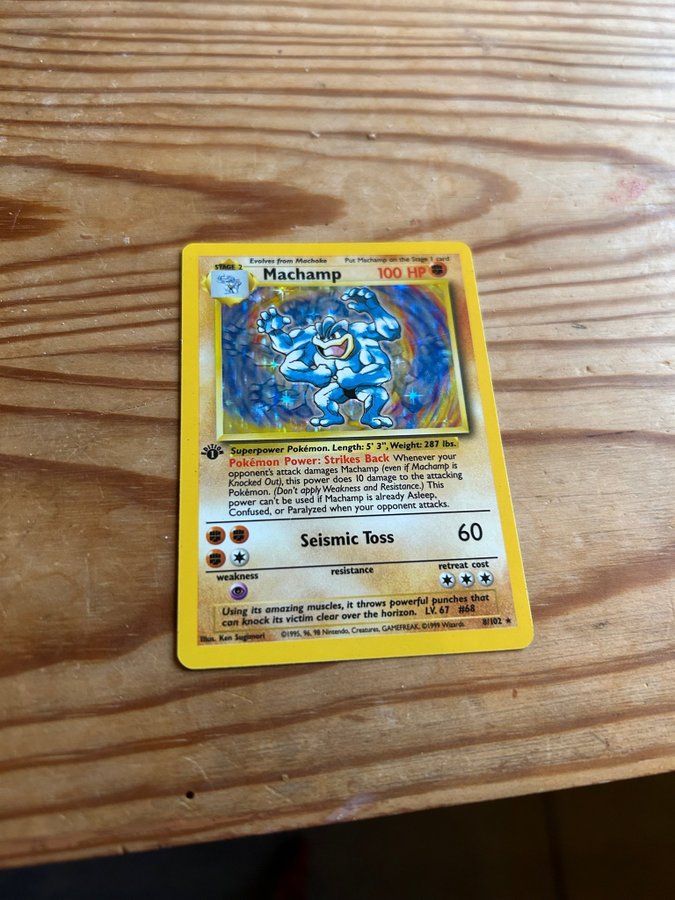 Evolves from Machoke Put Machamp on the Stage 1 card
STAGE 2 Machamp 100 HP
EDITION 1
Superpower Pokémon. Length: 5' 3", Weight: 287 lbs.
Pokémon Power: Strikes Back Whenever your
opponent's attack damages Machamp (even if Machamp is
Knocked Out), this power does 10 damage to the attacking
Pokémon. (Don't apply Weakness and Resistance.) This
power can't be used if Machamp is already Asleep,
Confused, or Paralyzed when your opponent attacks.
Seismic Toss 60
weakness resistance retreat cost
Using its amazing muscles, it throws powerful punches that
can knock its victim clear over the horizon. LV. 67 #68
Illus. Ken Sugimori ©1995, 96, 98 Nintendo, Creatures, GAMEFREAK. ©1999 Wizards. 8/102 ★